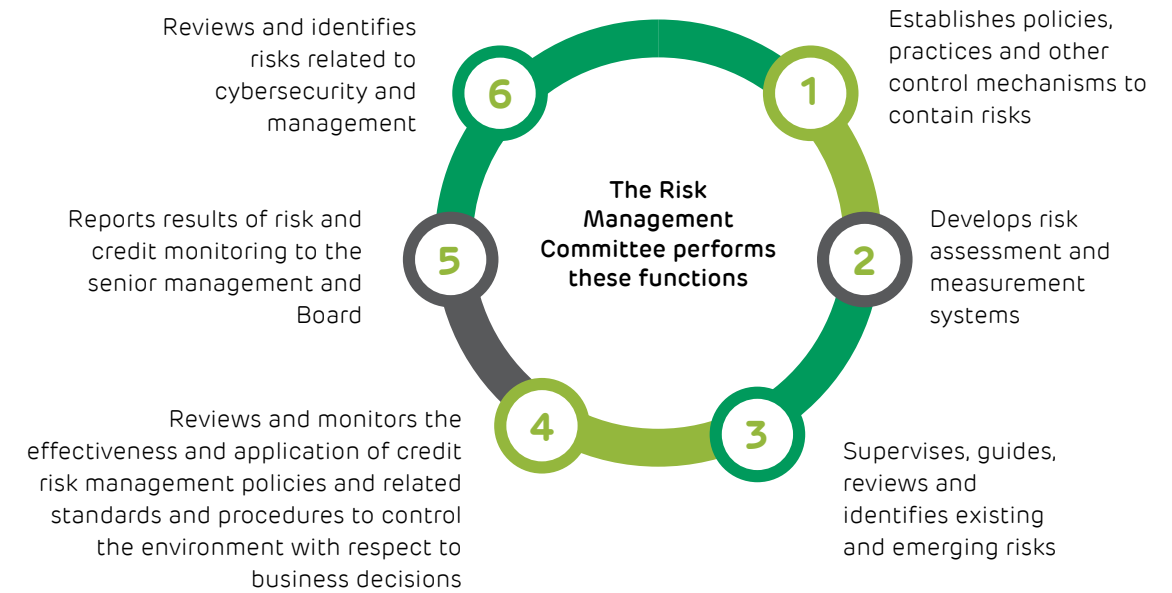 The Risk
Management
Committee performs
these functions
1
Establishes policies,
practices and other
control mechanisms to
contain risks
2
Develops risk
assessment and
measurement
systems
3
Supervises, guides,
reviews and
identifies existing
and emerging risks
4
Reviews and monitors the
effectiveness and application of credit
risk management policies and related
standards and procedures to control
the environment with respect to
business decisions
5
Reports results of risk and
credit monitoring to the
senior management and
Board
6
Reviews and identifies
risks related to
cybersecurity and
management